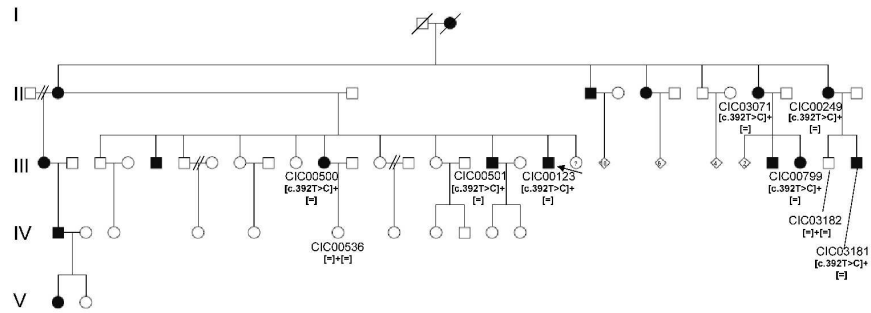 I
II
CIC03071 CIC00249
[c.392T>C]+ [c.392T>C]+
[=] [=]
?
III
CIC00500 CIC00501 CIC00123 CIC00799
[c.392T>C]+ [c.392T>C]+ [c.392T>C]+ [c.392T>C]+
[=] [=] [=] [=]
CIC03182
[=]+[=]
IV
CIC00536
[=]+[=]
CIC03181
[c.392T>C]+
[=]
V